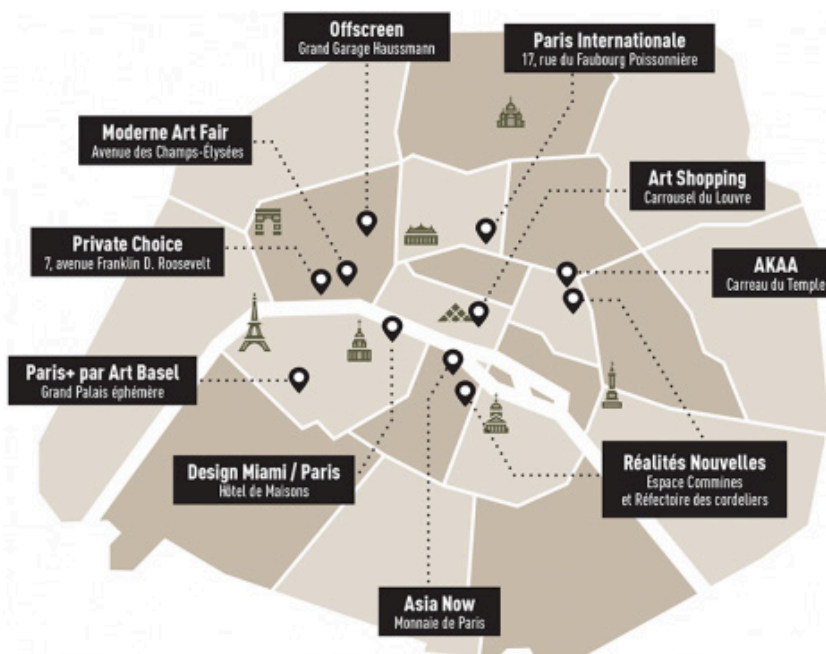 Offscreen
Grand Garage Haussmann
Paris Internationale
17, rue du Faubourg Poissonnière
Moderne Art Fair
Avenue des Champs-Élysées
Art Shopping
Carrousel du Louvre
Private Choice
7, avenue Franklin D. Roosevelt
AKAA
Carreau du Temple
Paris+ par Art Basel
Grand Palais éphémère
Design Miami / Paris
Hôtel de Maisons
Réalités Nouvelles
Espace Commines
et Réfectoire des cordeliers
Asia Now
Monnaie de Paris